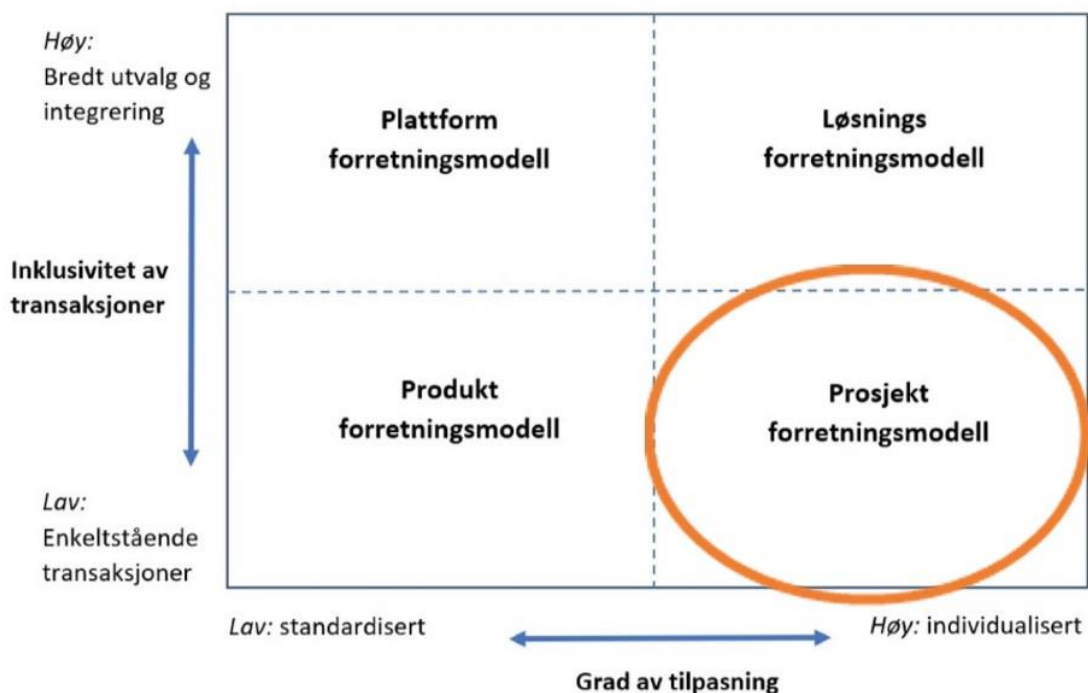 Høy:
Bredt utvalg og
integrering
Plattform
forretningsmodell
Løsnings
forretningsmodell
Inklusivitet av
transaksjoner
Produkt
forretningsmodell
Prosjekt
forretningsmodell
Lav:
Enkeltstående
transaksjoner
Lav: standardisert
Høy: individualisert
Grad av tilpasning